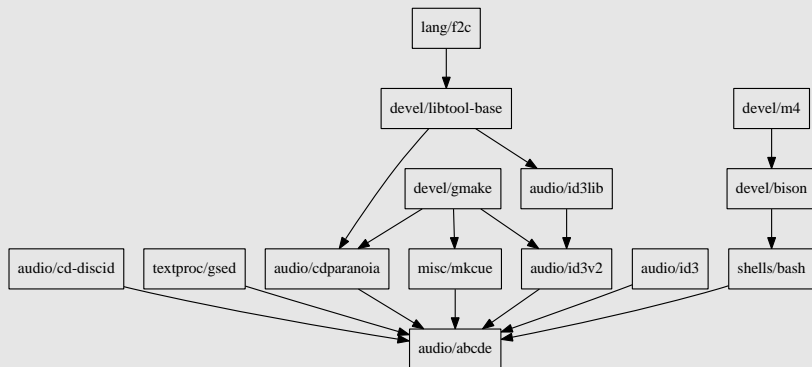 lang/f2c
devel/libtool-base
devel/m4
devel/gmake
audio/id3lib
devel/bison
audio/cd-discid
textproc/gsed
audio/cdparanoia
misc/mkcue
audio/id3v2
audio/id3
shells/bash
audio/abcde